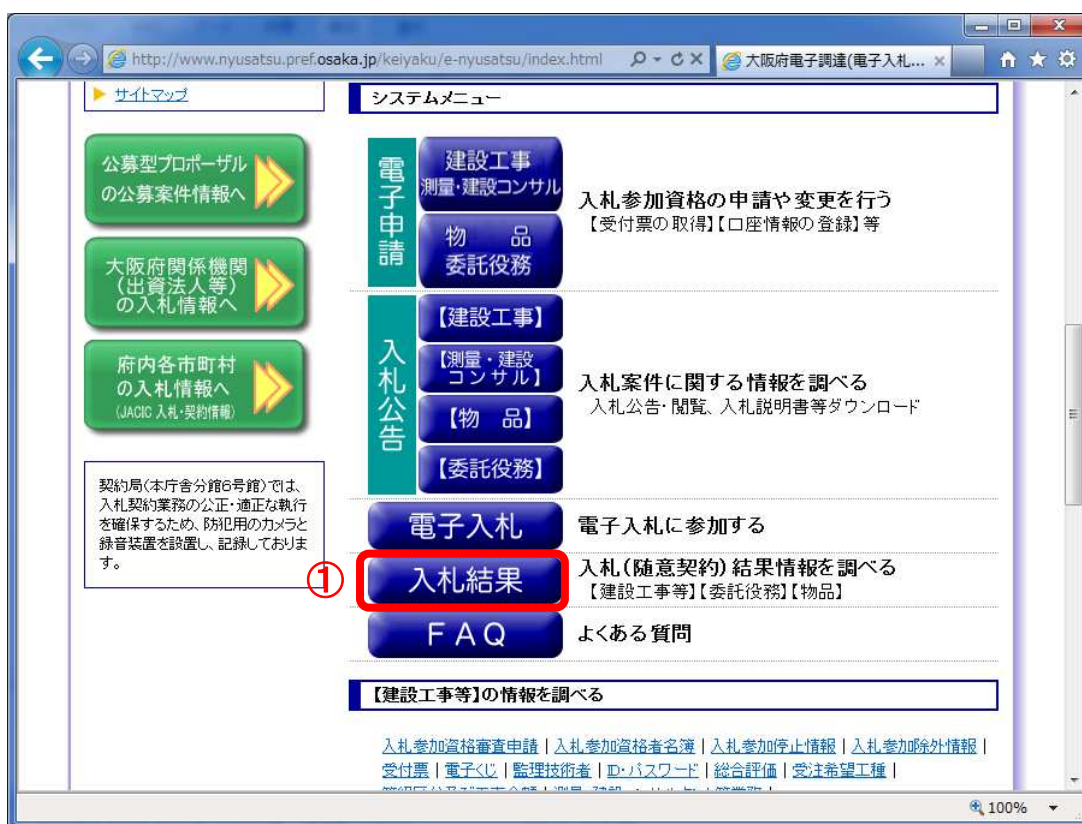 http://www.nyusatsu.pref.osaka.jp/keiyaku/e-nyusatsu/index.html
大阪府電子調達(電子入札...
サイトマップ
公募型プロポーザル
の公募案件情報へ
大阪府関係機関
(出資法人等)
の入札情報へ
府内各市町村
の入札情報へ
(JACIC 入札・契約情報)
契約局(本庁舎分館6号館)では、
入札契約業務の公正・適正な執行
を確保するため、防犯用のカメラと
録音装置を設置し、記録しておりま
す。
システムメニュー
電子申請
建設工事
測量・建設コンサル
物 品
委託役務
入札参加資格の申請や変更を行う
【受付票の取得】【口座情報の登録】等
入札公告
【建設工事】
【測量・建設
コンサル】
【物 品】
【委託役務】
入札案件に関する情報を調べる
入札公告・閲覧、入札説明書等ダウンロード
電子入札
電子入札に参加する
①
入札結果
入札(随意契約)結果情報を調べる
【建設工事等】【委託役務】【物品】
FAQ
よくある質問
【建設工事等】の情報を調べる
入札参加資格審査申請 | 入札参加資格者名簿 | 入札参加停止情報 | 入札参加除外情報 |
受付票 | 電子くじ | 監理技術者 | ID・パスワード | 総合評価 | 受注希望工種 |
100%